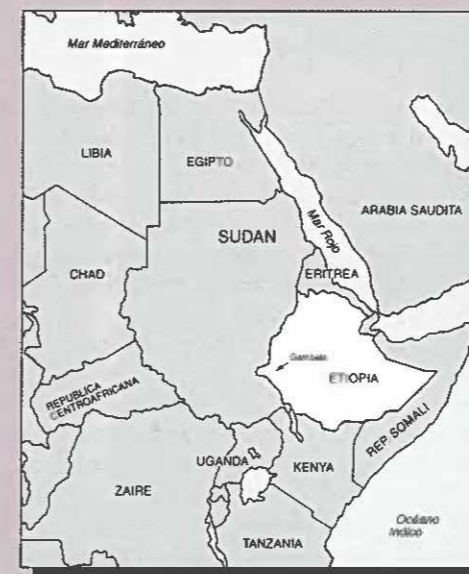 Mar Mediterráneo
LIBIA
EGIPTO
ARABIA SAUDITA
Mar Rojo
SUDAN
CHAD
ERITREA
Gambela
ETIOPIA
REPUBLICA
CENTROAFRICANA
REP SOMALI
UGANDA
KENYA
ZAIRE
Océano
Indico
TANZANIA